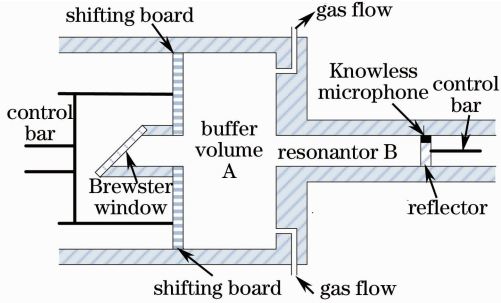 shifting board
gas flow
Knowless
microphone
control
bar
control
bar
buffer
volume
A
resonantor B
Brewster
window
reflector
shifting board
gas flow